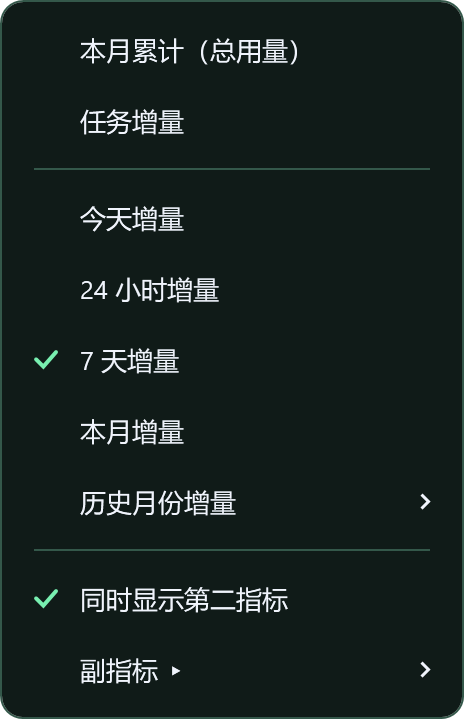 本月累计（总用量）
任务增量
今天增量
24 小时增量
7 天增量
本月增量
历史月份增量
同时显示第二指标
副指标 ▸